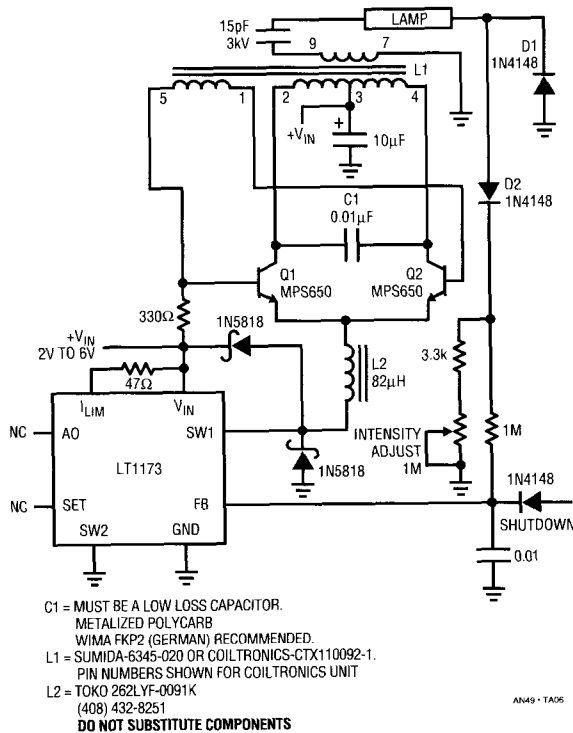 15pF
3kV
LAMP
9
7
D1
1N4148
L1
5
1
2
3
4
+VIN
+
10µF
D2
1N4148
C1
0.01µF
Q1
MPS650
Q2
MPS650
330Ω
+VIN
2V TO 6V
1N5818
47Ω
L2
82µH
3.3k
ILIM
VIN
NC
AO
SW1
INTENSITY
ADJUST
1M
1M
LT1173
1N5818
1N4148
NC
SET
FB
SHUTDOWN
SW2
GND
0.01
C1 = MUST BE A LOW LOSS CAPACITOR.
METALIZED POLYCARB
WIMA FKP2 (GERMAN) RECOMMENDED.
L1 = SUMIDA-6345-020 OR COILTRONICS-CTX110092-1.
PIN NUMBERS SHOWN FOR COILTRONICS UNIT
L2 = TOKO 262LYF-0091K
(408) 432-8251
DO NOT SUBSTITUTE COMPONENTS
AN49 • TA06